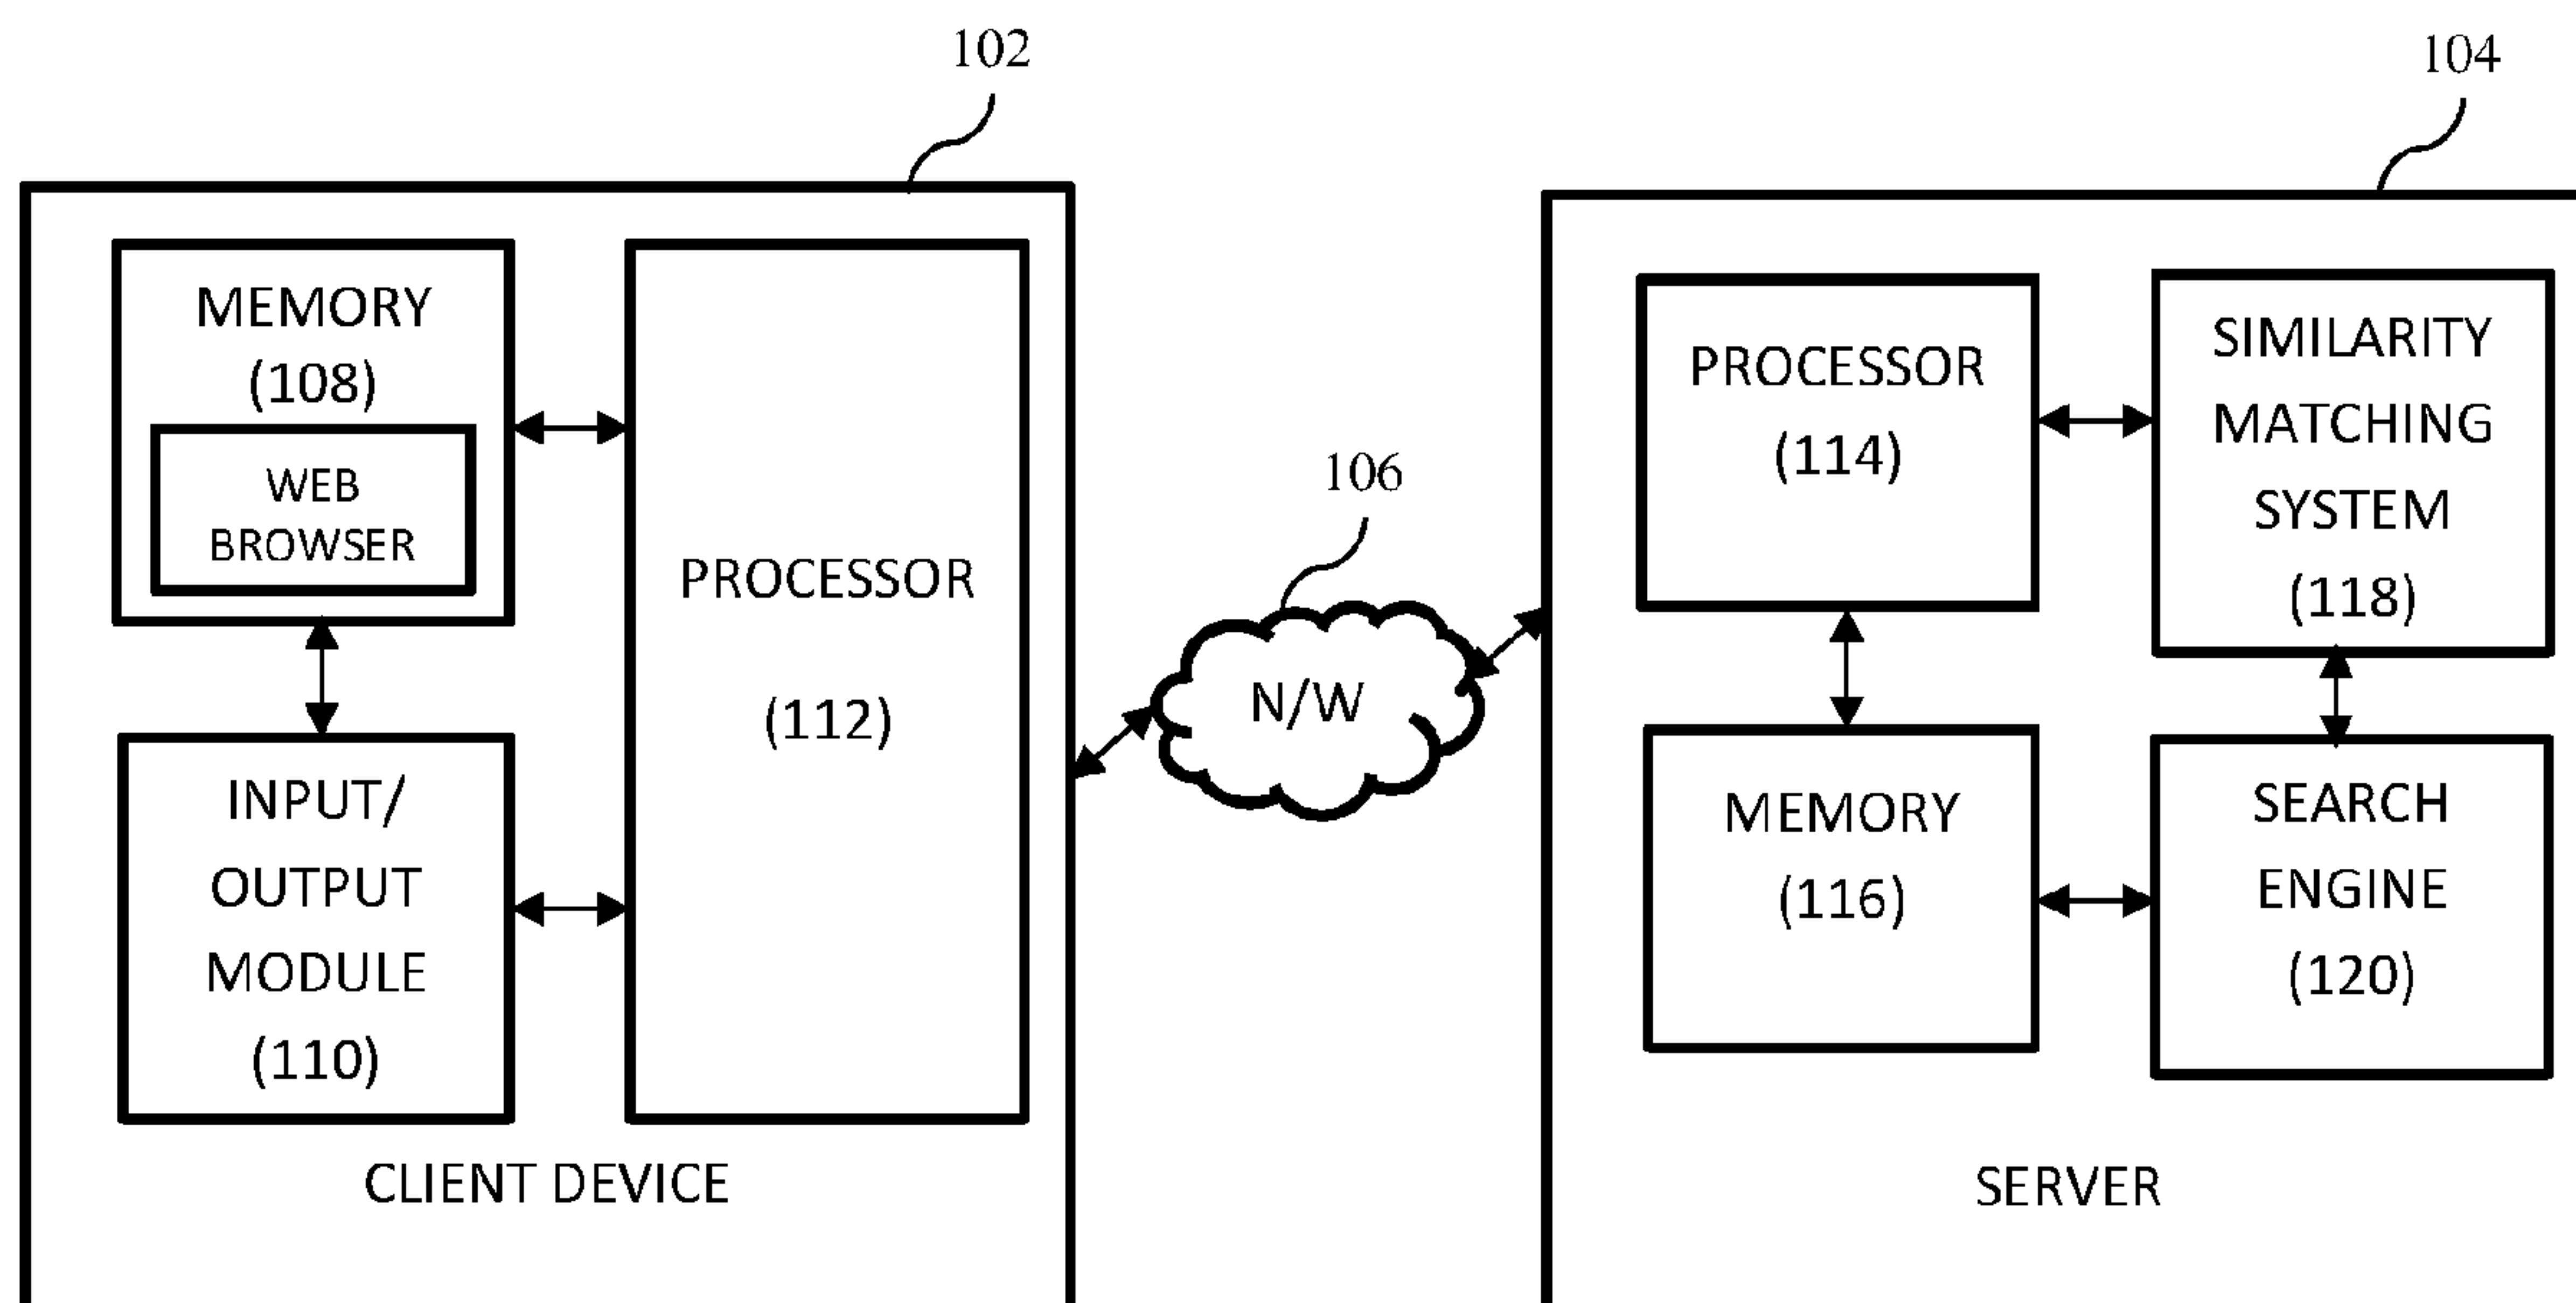 102
104
MEMORY
(108)
WEB
BROWSER
INPUT/
OUTPUT
MODULE
(110)
PROCESSOR
(112)
CLIENT DEVICE
106
N/W
PROCESSOR
(114)
SIMILARITY
MATCHING
SYSTEM
(118)
MEMORY
(116)
SEARCH
ENGINE
(120)
SERVER